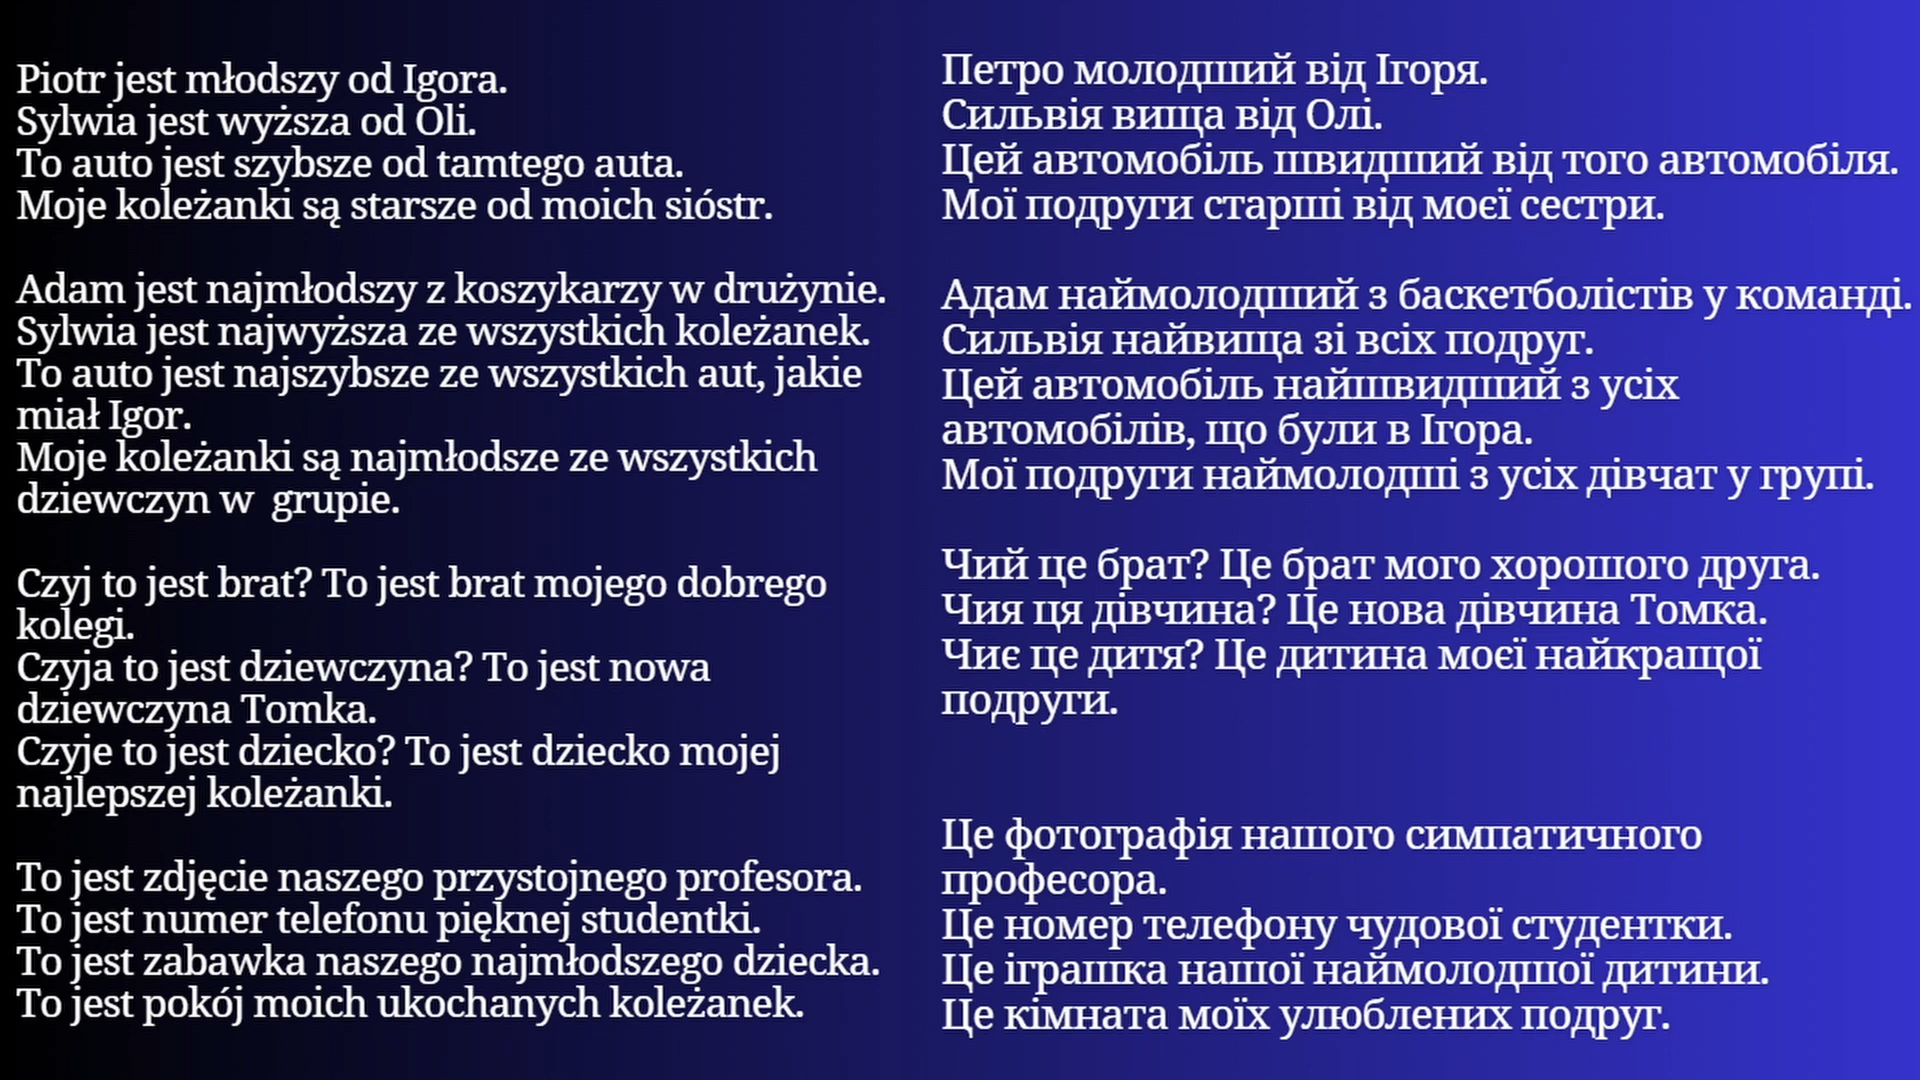 Piotr jest młodszy od Igora.
Sylwia jest wyższa od Oli.
To auto jest szybsze od tamtego auta.
Moje koleżanki są starsze od moich sióstr.
Adam jest najmłodszy z koszykarzy w drużynie.
Sylwia jest najwyższa ze wszystkich koleżanek.
To auto jest najszybsze ze wszystkich aut, jakie
miał Igor.
Moje koleżanki są najmłodsze ze wszystkich
dziewczyn w  grupie.
Czyj to jest brat? To jest brat mojego dobrego
kolegi.
Czyja to jest dziewczyna? To jest nowa
dziewczyna Tomka.
Czyje to jest dziecko? To jest dziecko mojej
najlepszej koleżanki.
To jest zdjęcie naszego przystojnego profesora.
To jest numer telefonu pięknej studentki.
To jest zabawka naszego najmłodszego dziecka.
To jest pokój moich ukochanych koleżanek.
Петро молодший від Ігоря.
Сильвія вища від Олі.
Цей автомобіль швидший від того автомобіля.
Мої подруги старші від моєї сестри.
Адам наймолодший з баскетболістів у команді.
Сильвія найвища зі всіх подруг.
Цей автомобіль найшвидший з усіх
автомобілів, що були в Ігора.
Мої подруги наймолодші з усіх дівчат у групі.
Чий це брат? Це брат мого хорошого друга.
Чия ця дівчина? Це нова дівчина Томка.
Чиє це дитя? Це дитина моєї найкращої
подруги.
Це фотографія нашого симпатичного
професора.
Це номер телефону чудової студентки.
Це іграшка нашої наймолодшої дитини.
Це кімната моїх улюблених подруг.